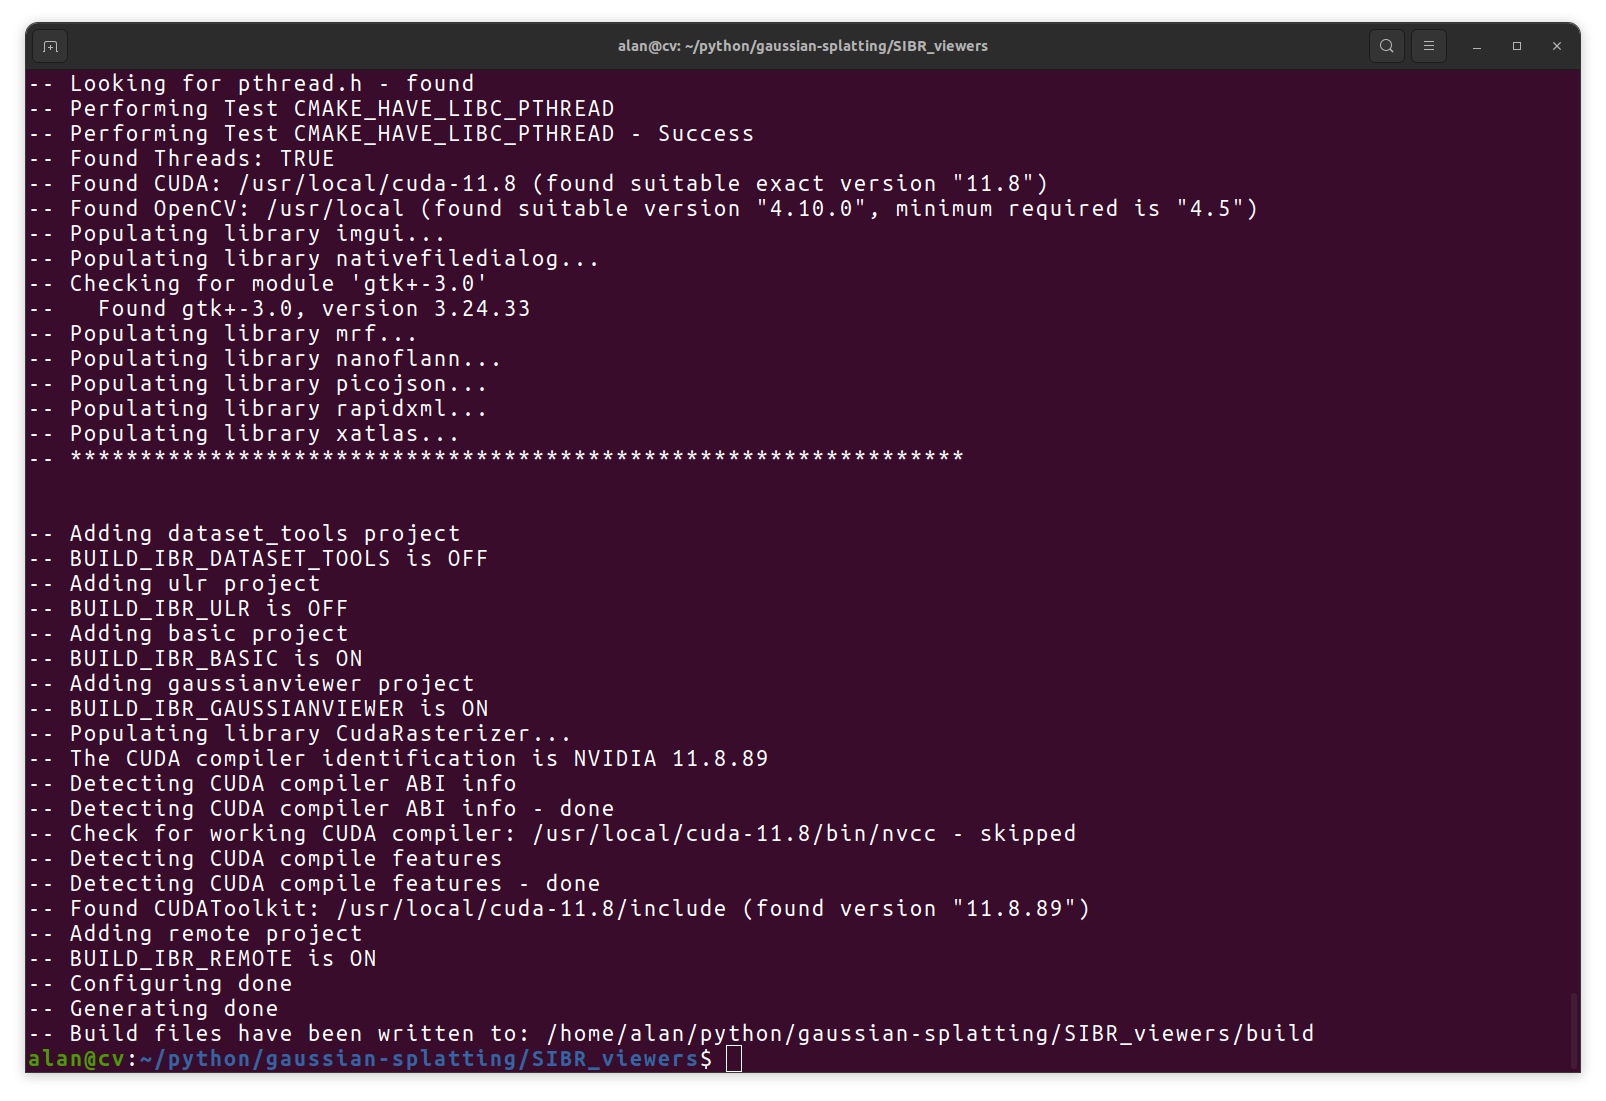 alan@cv: ~/python/gaussian-splatting/SIBR_viewers
-- Looking for pthread.h - found
-- Performing Test CMAKE_HAVE_LIBC_PTHREAD
-- Performing Test CMAKE_HAVE_LIBC_PTHREAD - Success
-- Found Threads: TRUE
-- Found CUDA: /usr/local/cuda-11.8 (found suitable exact version "11.8")
-- Found OpenCV: /usr/local (found suitable version "4.10.0", minimum required is "4.5")
-- Populating library imgui...
-- Populating library nativefiledialog...
-- Checking for module 'gtk+-3.0'
--   Found gtk+-3.0, version 3.24.33
-- Populating library mrf...
-- Populating library nanoflann...
-- Populating library picojson...
-- Populating library rapidxml...
-- Populating library xatlas...
-- ****************************************************************
-- Adding dataset_tools project
-- BUILD_IBR_DATASET_TOOLS is OFF
-- Adding ulr project
-- BUILD_IBR_ULR is OFF
-- Adding basic project
-- BUILD_IBR_BASIC is ON
-- Adding gaussianviewer project
-- BUILD_IBR_GAUSSIANVIEWER is ON
-- Populating library CudaRasterizer...
-- The CUDA compiler identification is NVIDIA 11.8.89
-- Detecting CUDA compiler ABI info
-- Detecting CUDA compiler ABI info - done
-- Check for working CUDA compiler: /usr/local/cuda-11.8/bin/nvcc - skipped
-- Detecting CUDA compile features
-- Detecting CUDA compile features - done
-- Found CUDAToolkit: /usr/local/cuda-11.8/include (found version "11.8.89")
-- Adding remote project
-- BUILD_IBR_REMOTE is ON
-- Configuring done
-- Generating done
-- Build files have been written to: /home/alan/python/gaussian-splatting/SIBR_viewers/build
alan@cv:~/python/gaussian-splatting/SIBR_viewers$